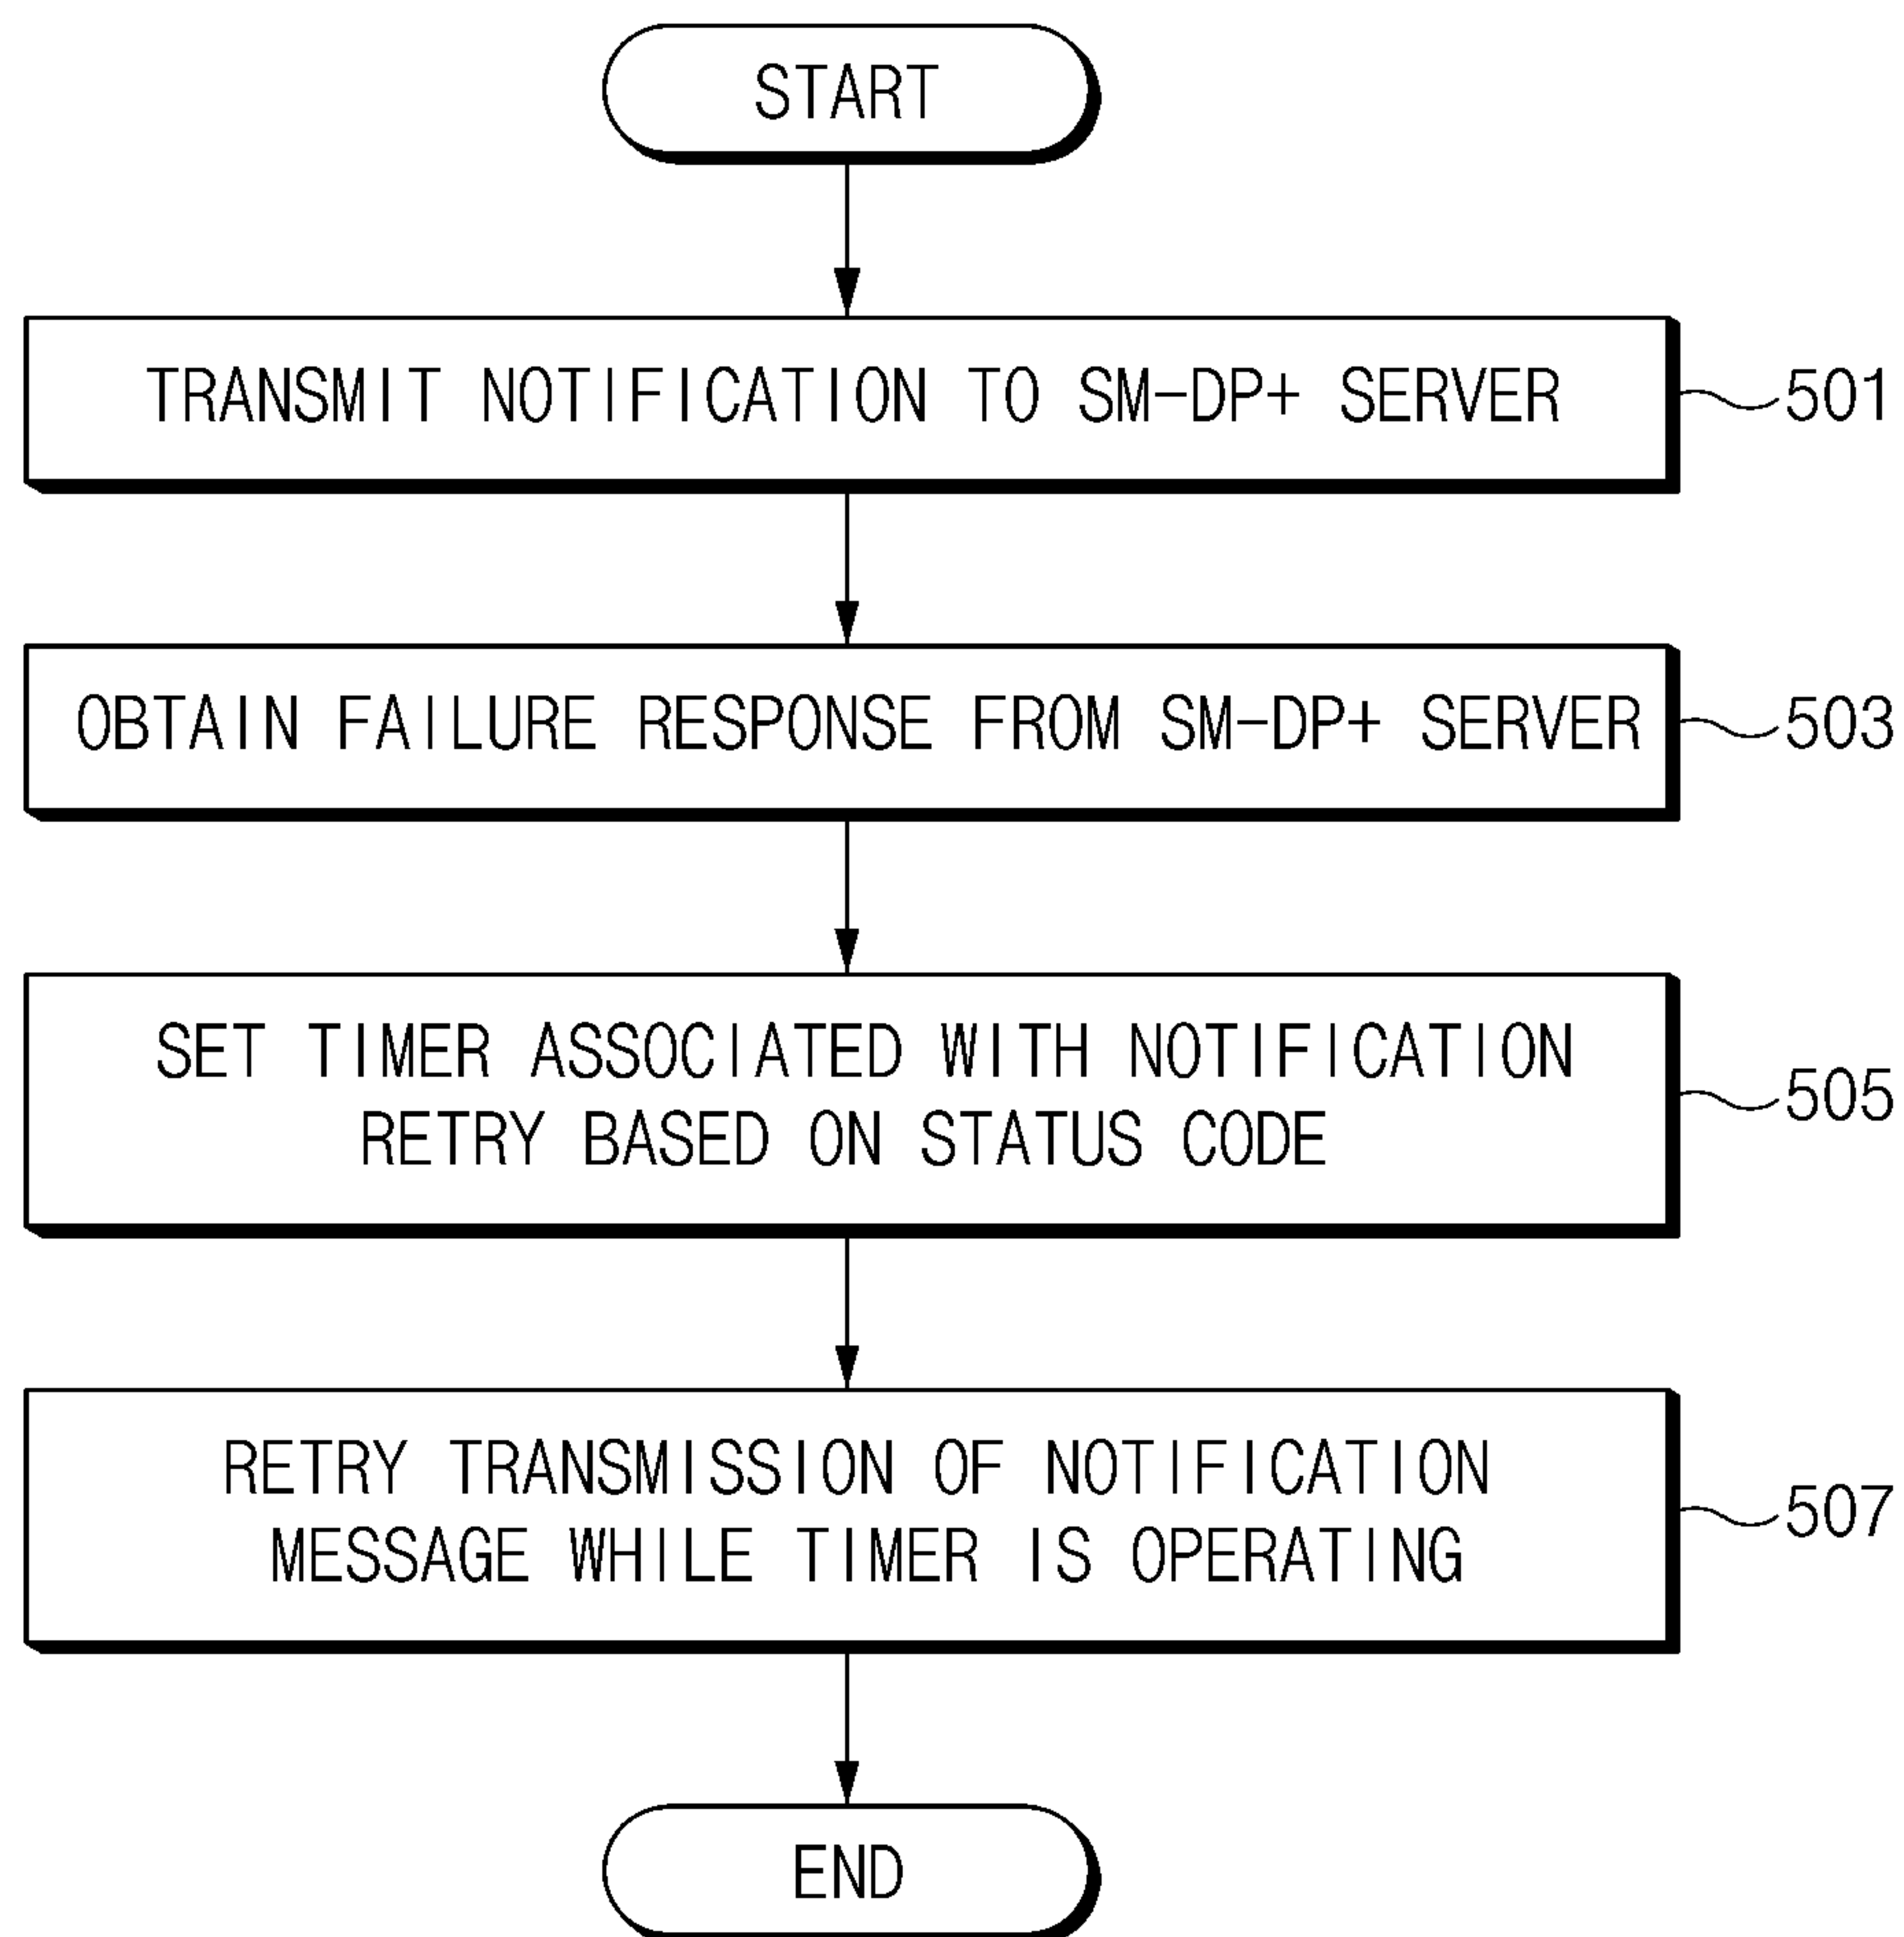 START
TRANSMIT NOTIFICATION TO SM-DP+ SERVER
501
OBTAIN FAILURE RESPONSE FROM SM-DP+ SERVER
503
SET TIMER ASSOCIATED WITH NOTIFICATION
RETRY BASED ON STATUS CODE
505
RETRY TRANSMISSION OF NOTIFICATION
MESSAGE WHILE TIMER IS OPERATING
507
END